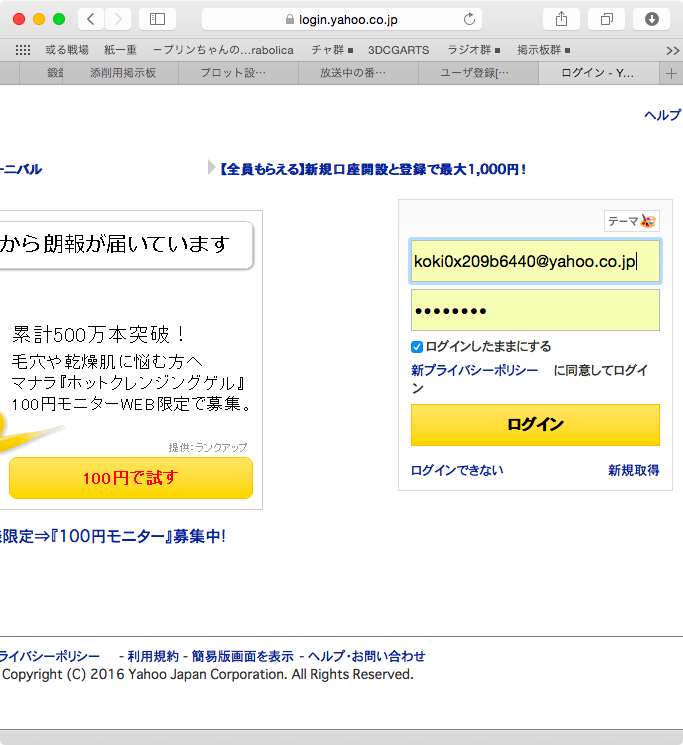 login.yahoo.co.jp
或る戦場 紙一重 ープリンちゃんの…rabolica チャ群■ 3DCGARTS ラジオ群■ 掲示板群■ >>
鍛 添削用掲示板 プロット設… 放送中の番… ユーザ登録[… ログイン - Y… +
ヘルプ
ーニバル
【全員もらえる】新規口座開設と登録で最大1,000円！
テーマ
から朗報が届いています
koki0x209b6440@yahoo.co.jp
••••••••
累計500万本突破！
毛穴や乾燥肌に悩む方へ
マナラ『ホットクレンジングゲル』
100円モニターWEB限定で募集。
提供：ランクアップ
100円で試す
ログインしたままにする
新プライバシーポリシー に同意してログイ
ン
ログイン
ログインできない 新規取得
限定⇒『100円モニター』募集中!
ライバシーポリシー - 利用規約 - 簡易版画面を表示 - ヘルプ・お問い合わせ
Copyright (C) 2016 Yahoo Japan Corporation. All Rights Reserved.